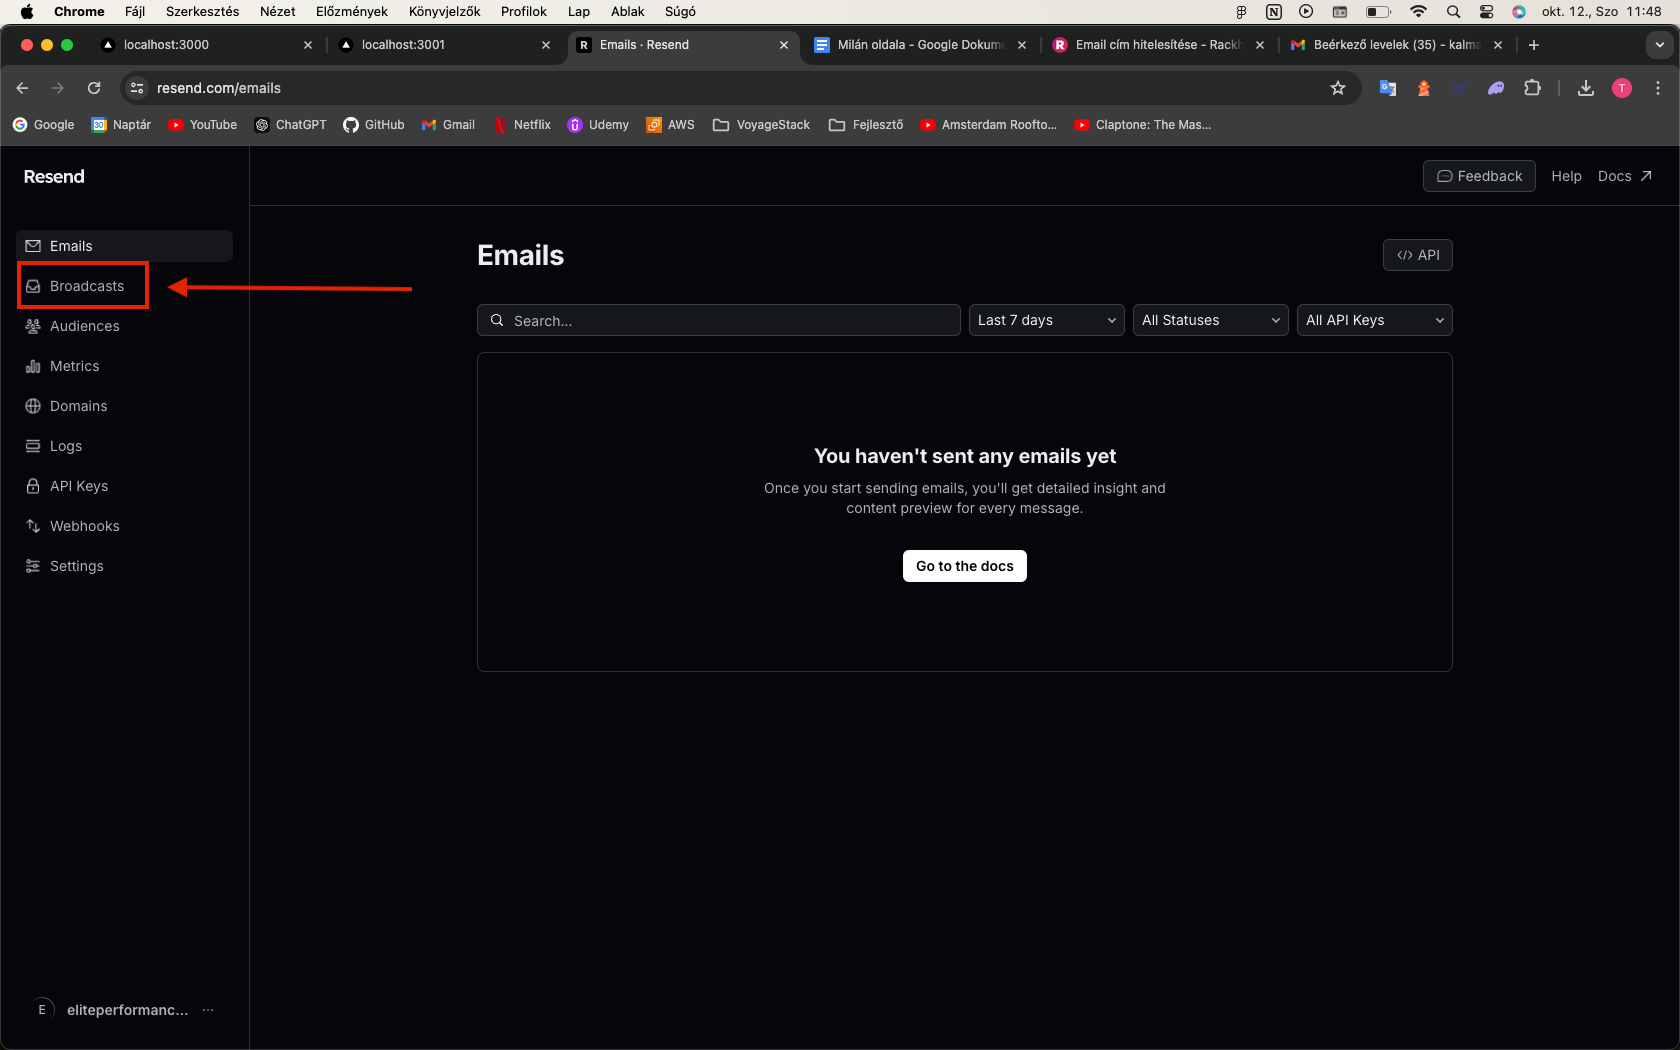 Chrome Fájl Szerkesztés Nézet Előzmények Könyvjelzők Profilok Lap Ablak Súgó okt. 12., Szo 11:48
localhost:3000 localhost:3001 Emails · Resend Milán oldala - Google Dokum Email cím hitelesítése - Rackh Beérkező levelek (35) - kalma
resend.com/emails T
Google Naptár YouTube ChatGPT GitHub Gmail Netflix Udemy AWS VoyageStack Fejlesztő Amsterdam Roofto... Claptone: The Mas...
Resend
Feedback Help Docs
Emails
Broadcasts
Audiences
Metrics
Domains
Logs
API Keys
Webhooks
Settings
E eliteperformanc... ...
Emails
</> API
Search... Last 7 days All Statuses All API Keys
You haven't sent any emails yet
Once you start sending emails, you'll get detailed insight and
content preview for every message.
Go to the docs